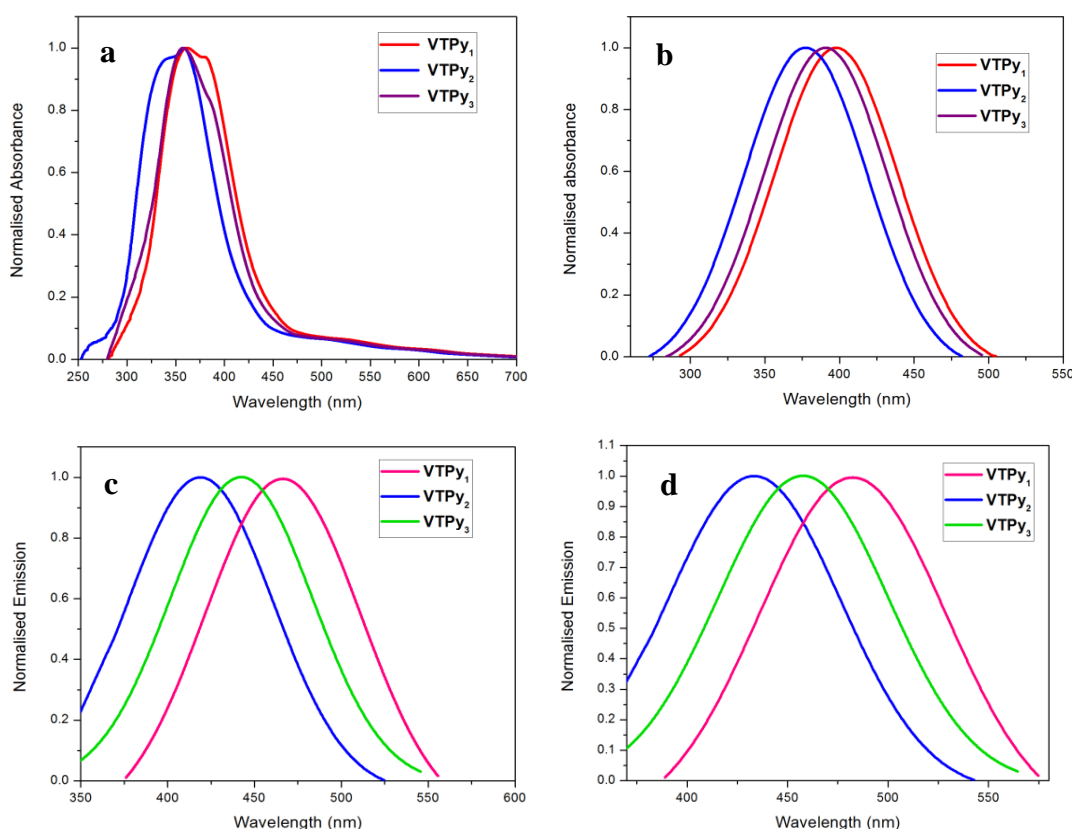 a
VTPy1
VTPy2
VTPy3
Normalised Absorbance
1.0
0.8
0.6
0.4
0.2
0.0
250 300 350 400 450 500 550 600 650 700
Wavelength (nm)
b
VTPy1
VTPy2
VTPy3
Normalised absorbance
1.0
0.8
0.6
0.4
0.2
0.0
300 350 400 450 500 550
Wavelength (nm)
c
VTPy1
VTPy2
VTPy3
Normalised Emission
1.0
0.8
0.6
0.4
0.2
0.0
350 400 450 500 550 600
Wavelength (nm)
d
VTPy1
VTPy2
VTPy3
Normalised Emission
1.1
1.0
0.9
0.8
0.7
0.6
0.5
0.4
0.3
0.2
0.1
0.0
400 450 500 550
Wavelength (nm)